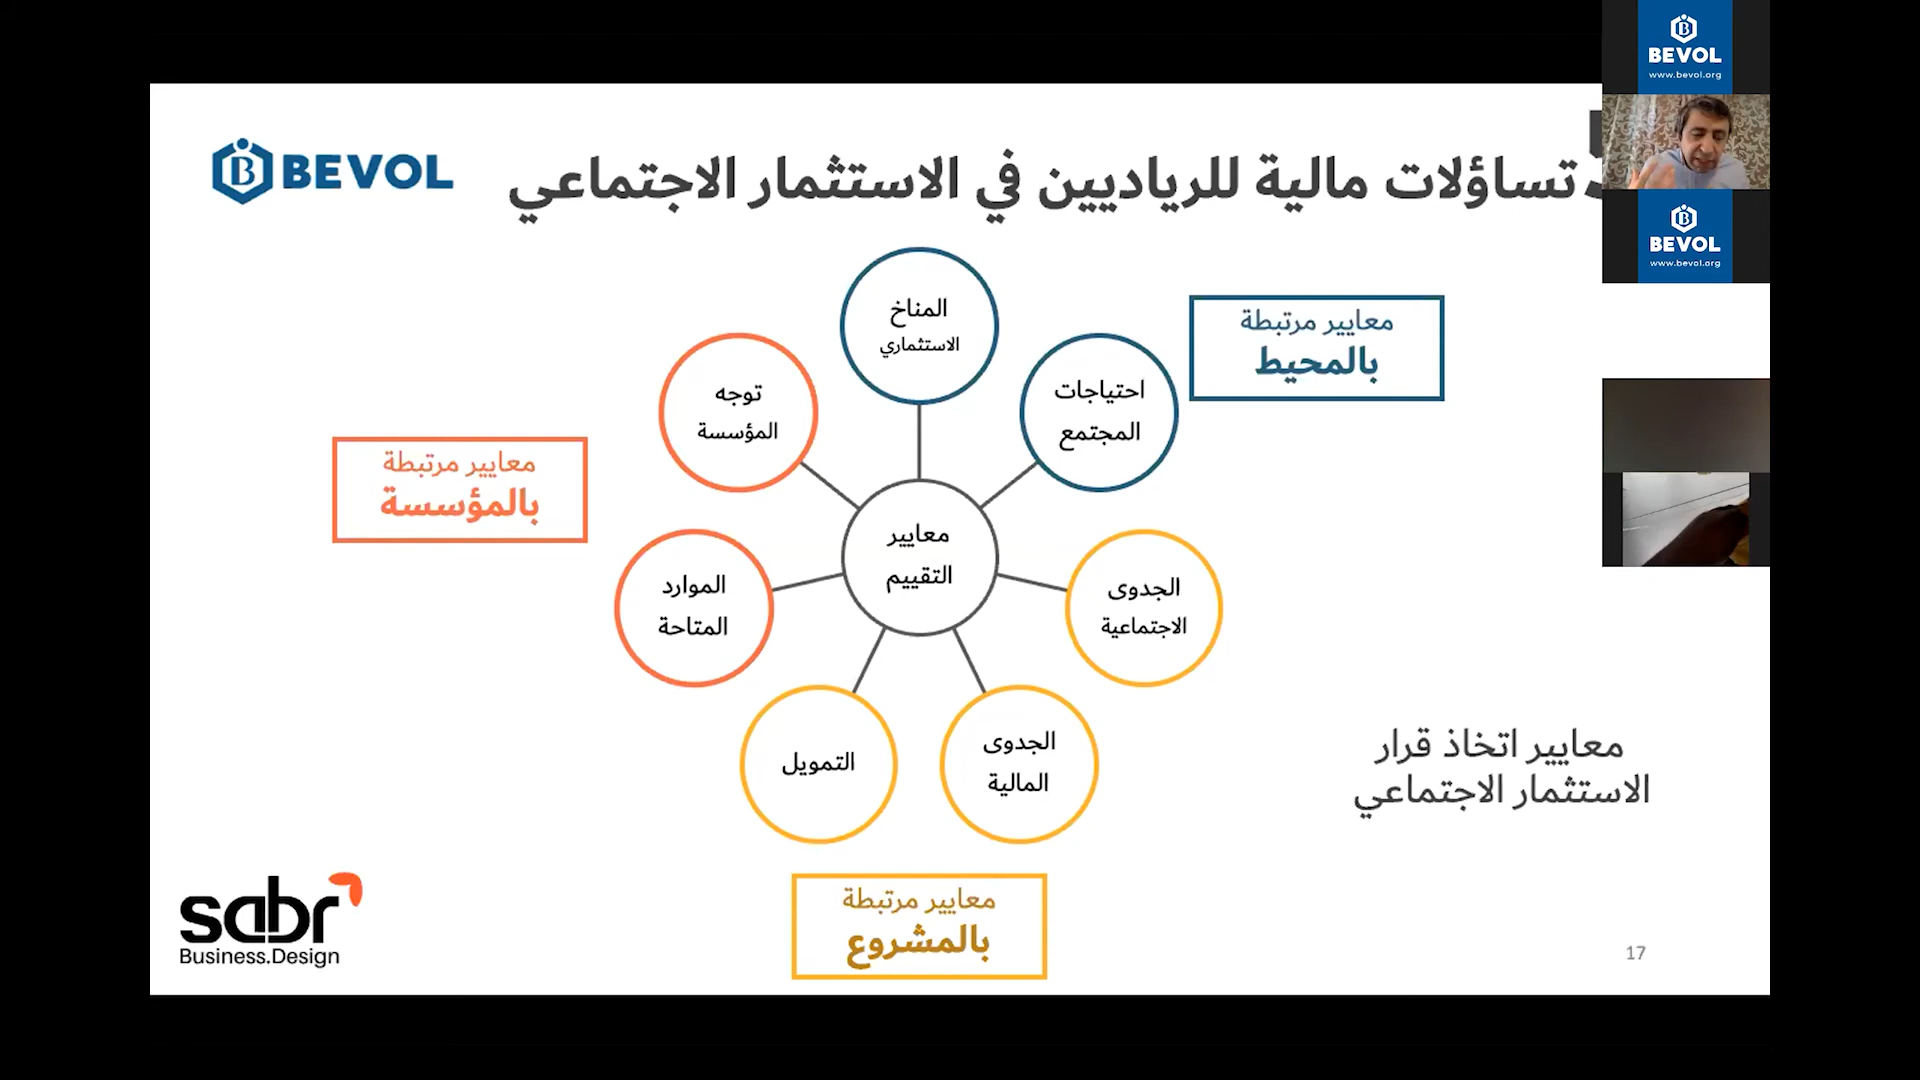 BEVOL
تساؤلات مالية للرياديين في الاستثمار الاجتماعي
BEVOL
www.bevol.org
BEVOL
www.bevol.org
المناخ
الاستثماري
معايير مرتبطة
بالمحيط
احتياجات
المجتمع
توجه
المؤسسة
معايير مرتبطة
بالمؤسسة
معايير
التقييم
الجدوى
الاجتماعية
الموارد
المتاحة
الجدوى
المالية
التمويل
معايير اتخاذ قرار
الاستثمار الاجتماعي
معايير مرتبطة
بالمشروع
sabr
Business.Design
17